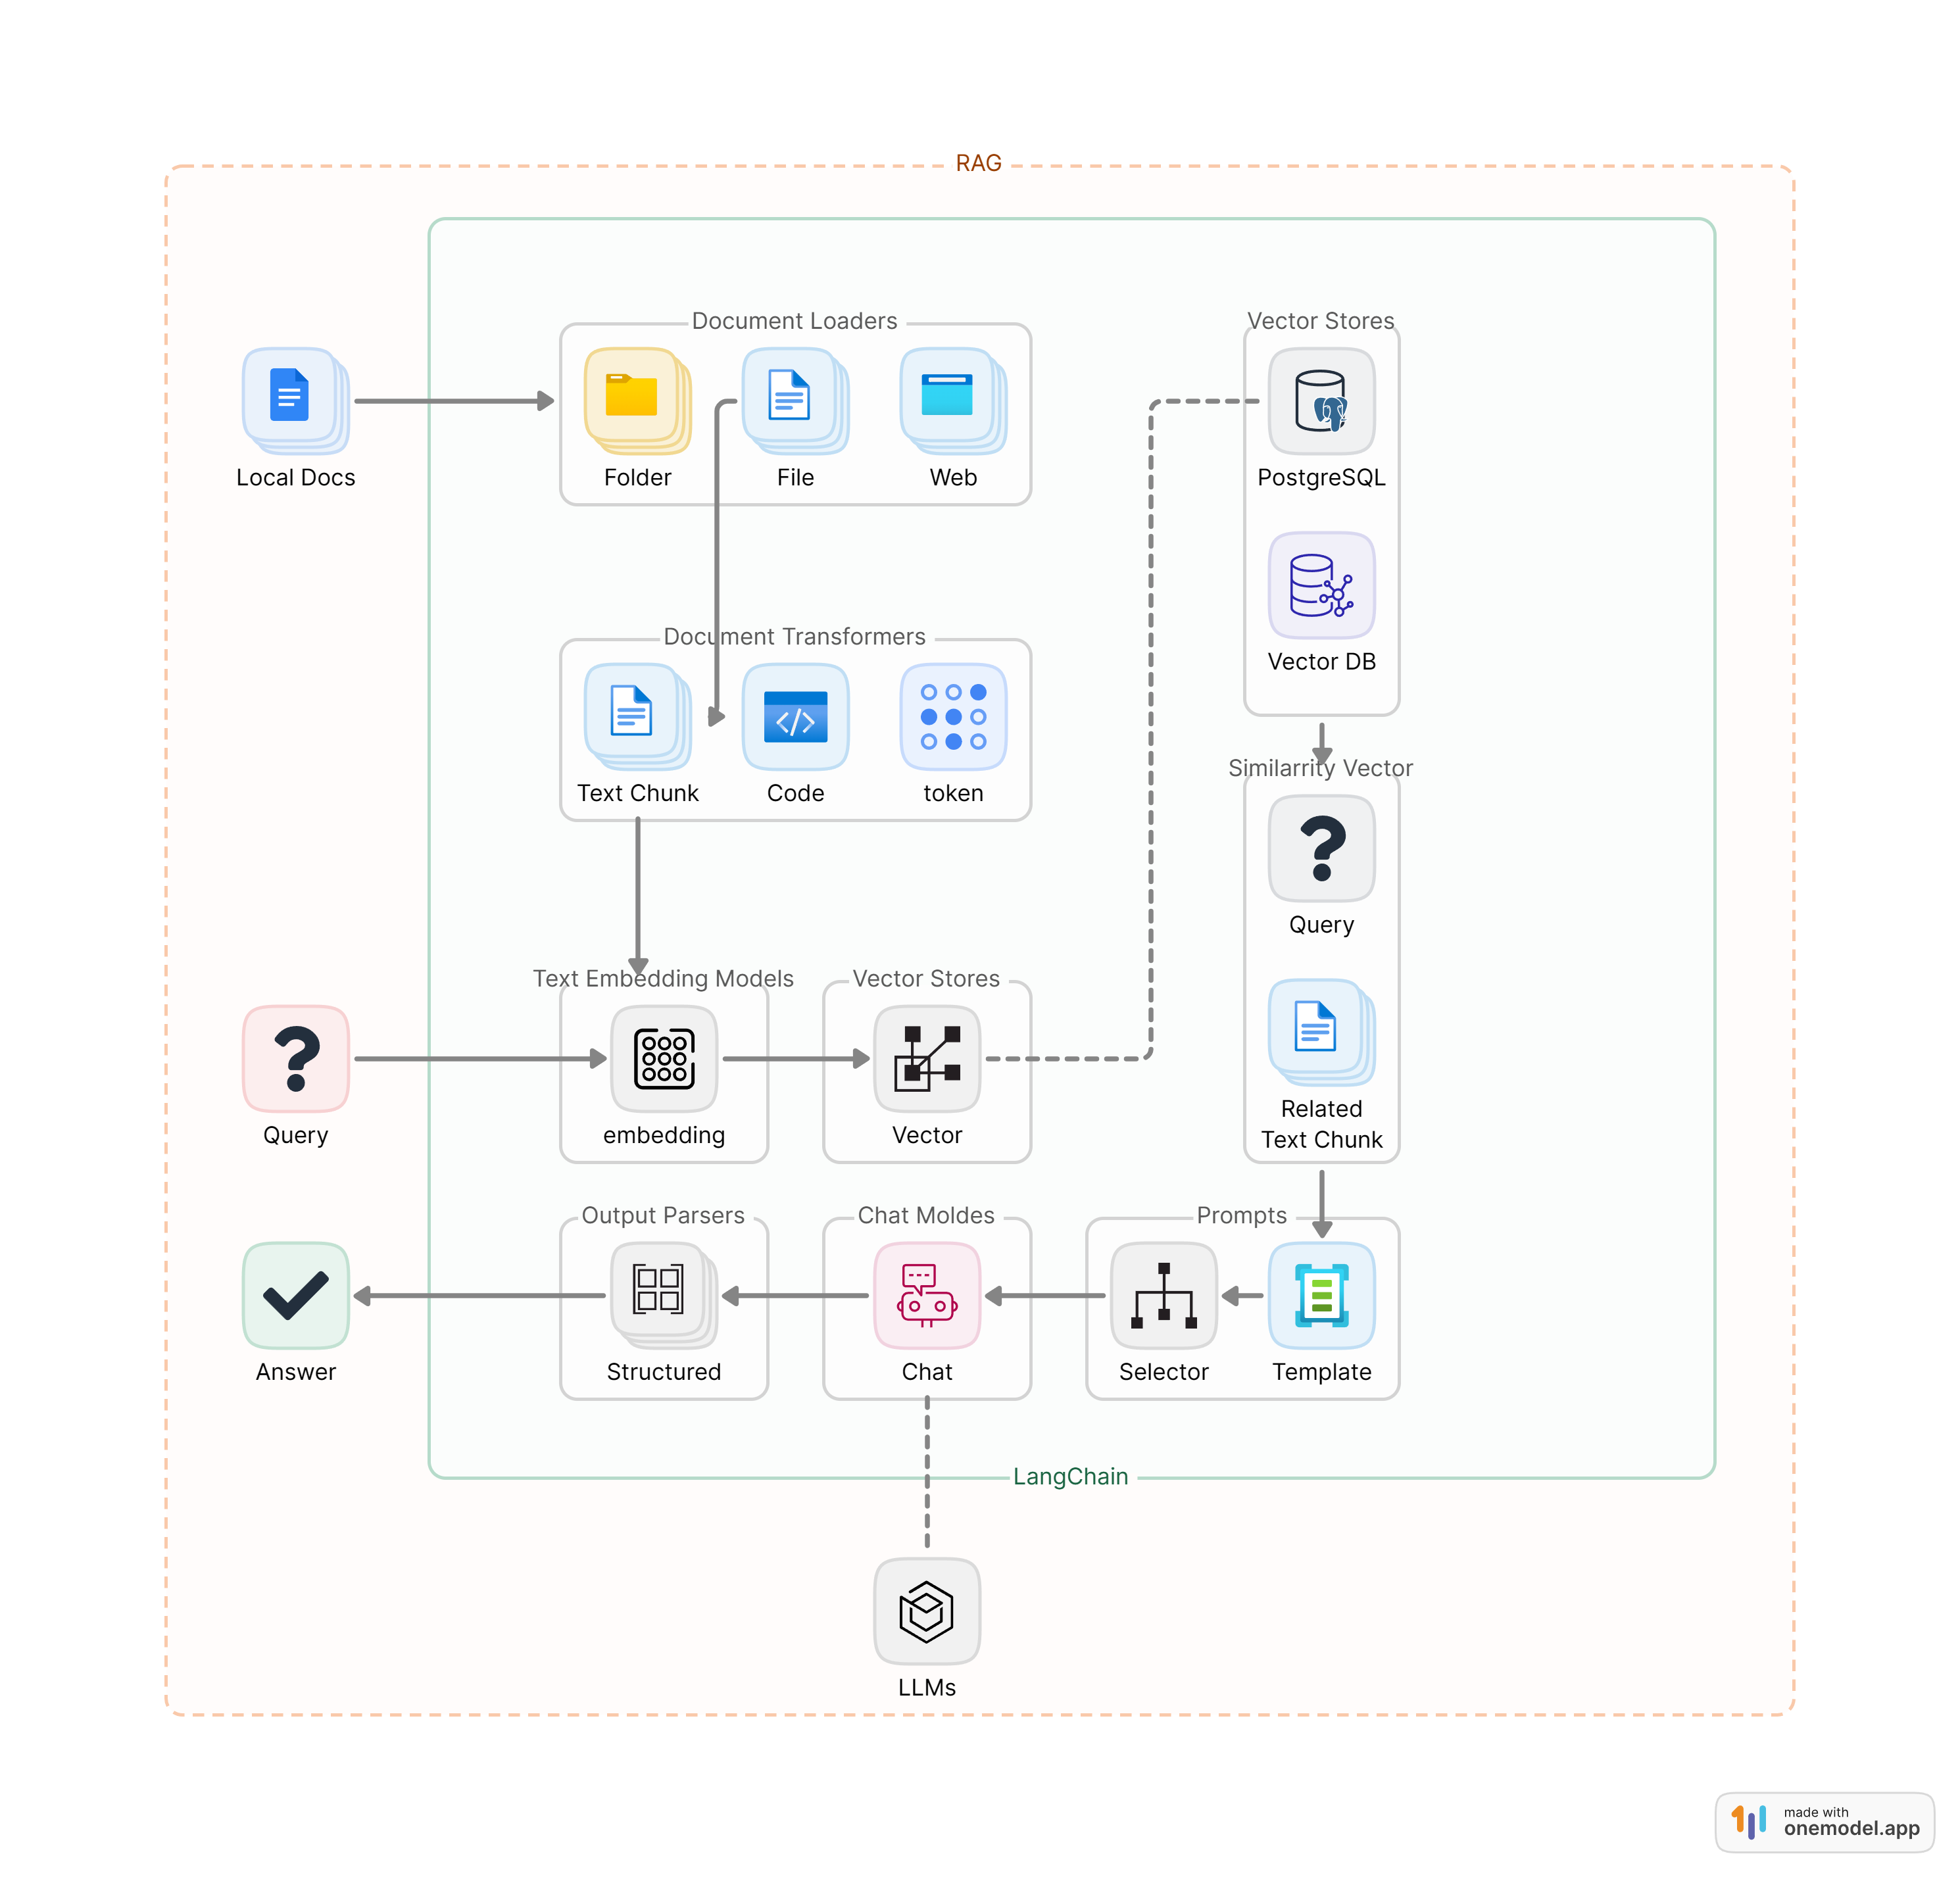 RAG
Document Loaders
Vector Stores
Local Docs
Folder
File
Web
PostgreSQL
Document Transformers
Vector DB
Text Chunk
Code
token
Similarrity Vector
Query
Text Embedding Models
Vector Stores
Query
embedding
Vector
Related
Text Chunk
Output Parsers
Chat Moldes
Prompts
Answer
Structured
Chat
Selector
Template
LangChain
LLMs
made with
onemodel.app